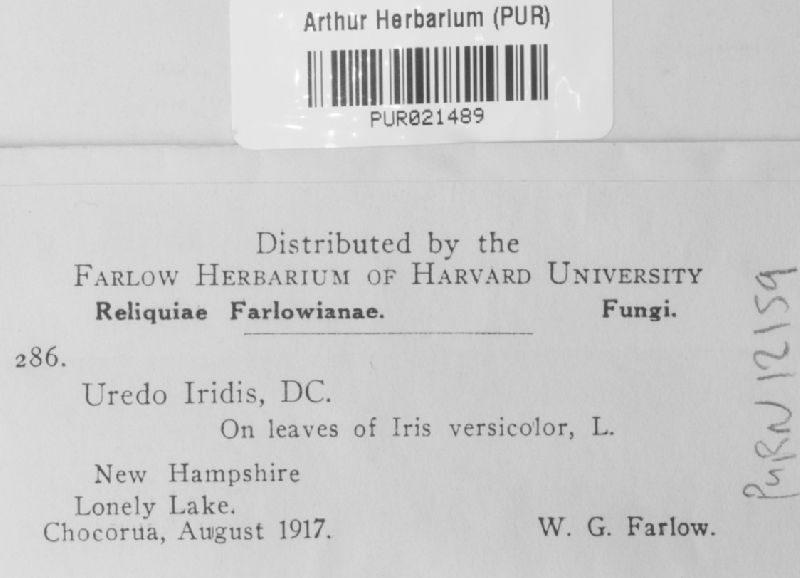 Arthur Herbarium (PUR)
PUR021489
Distributed by the
FARLOW HERBARIUM OF HARVARD UNIVERSITY
Reliquiae Farlowianae. Fungi.
286.
Uredo Iridis, DC.
On leaves of Iris versicolor, L.
New Hampshire
Lonely Lake.
Chocorua, August 1917. W. G. Farlow.
PURN 12159